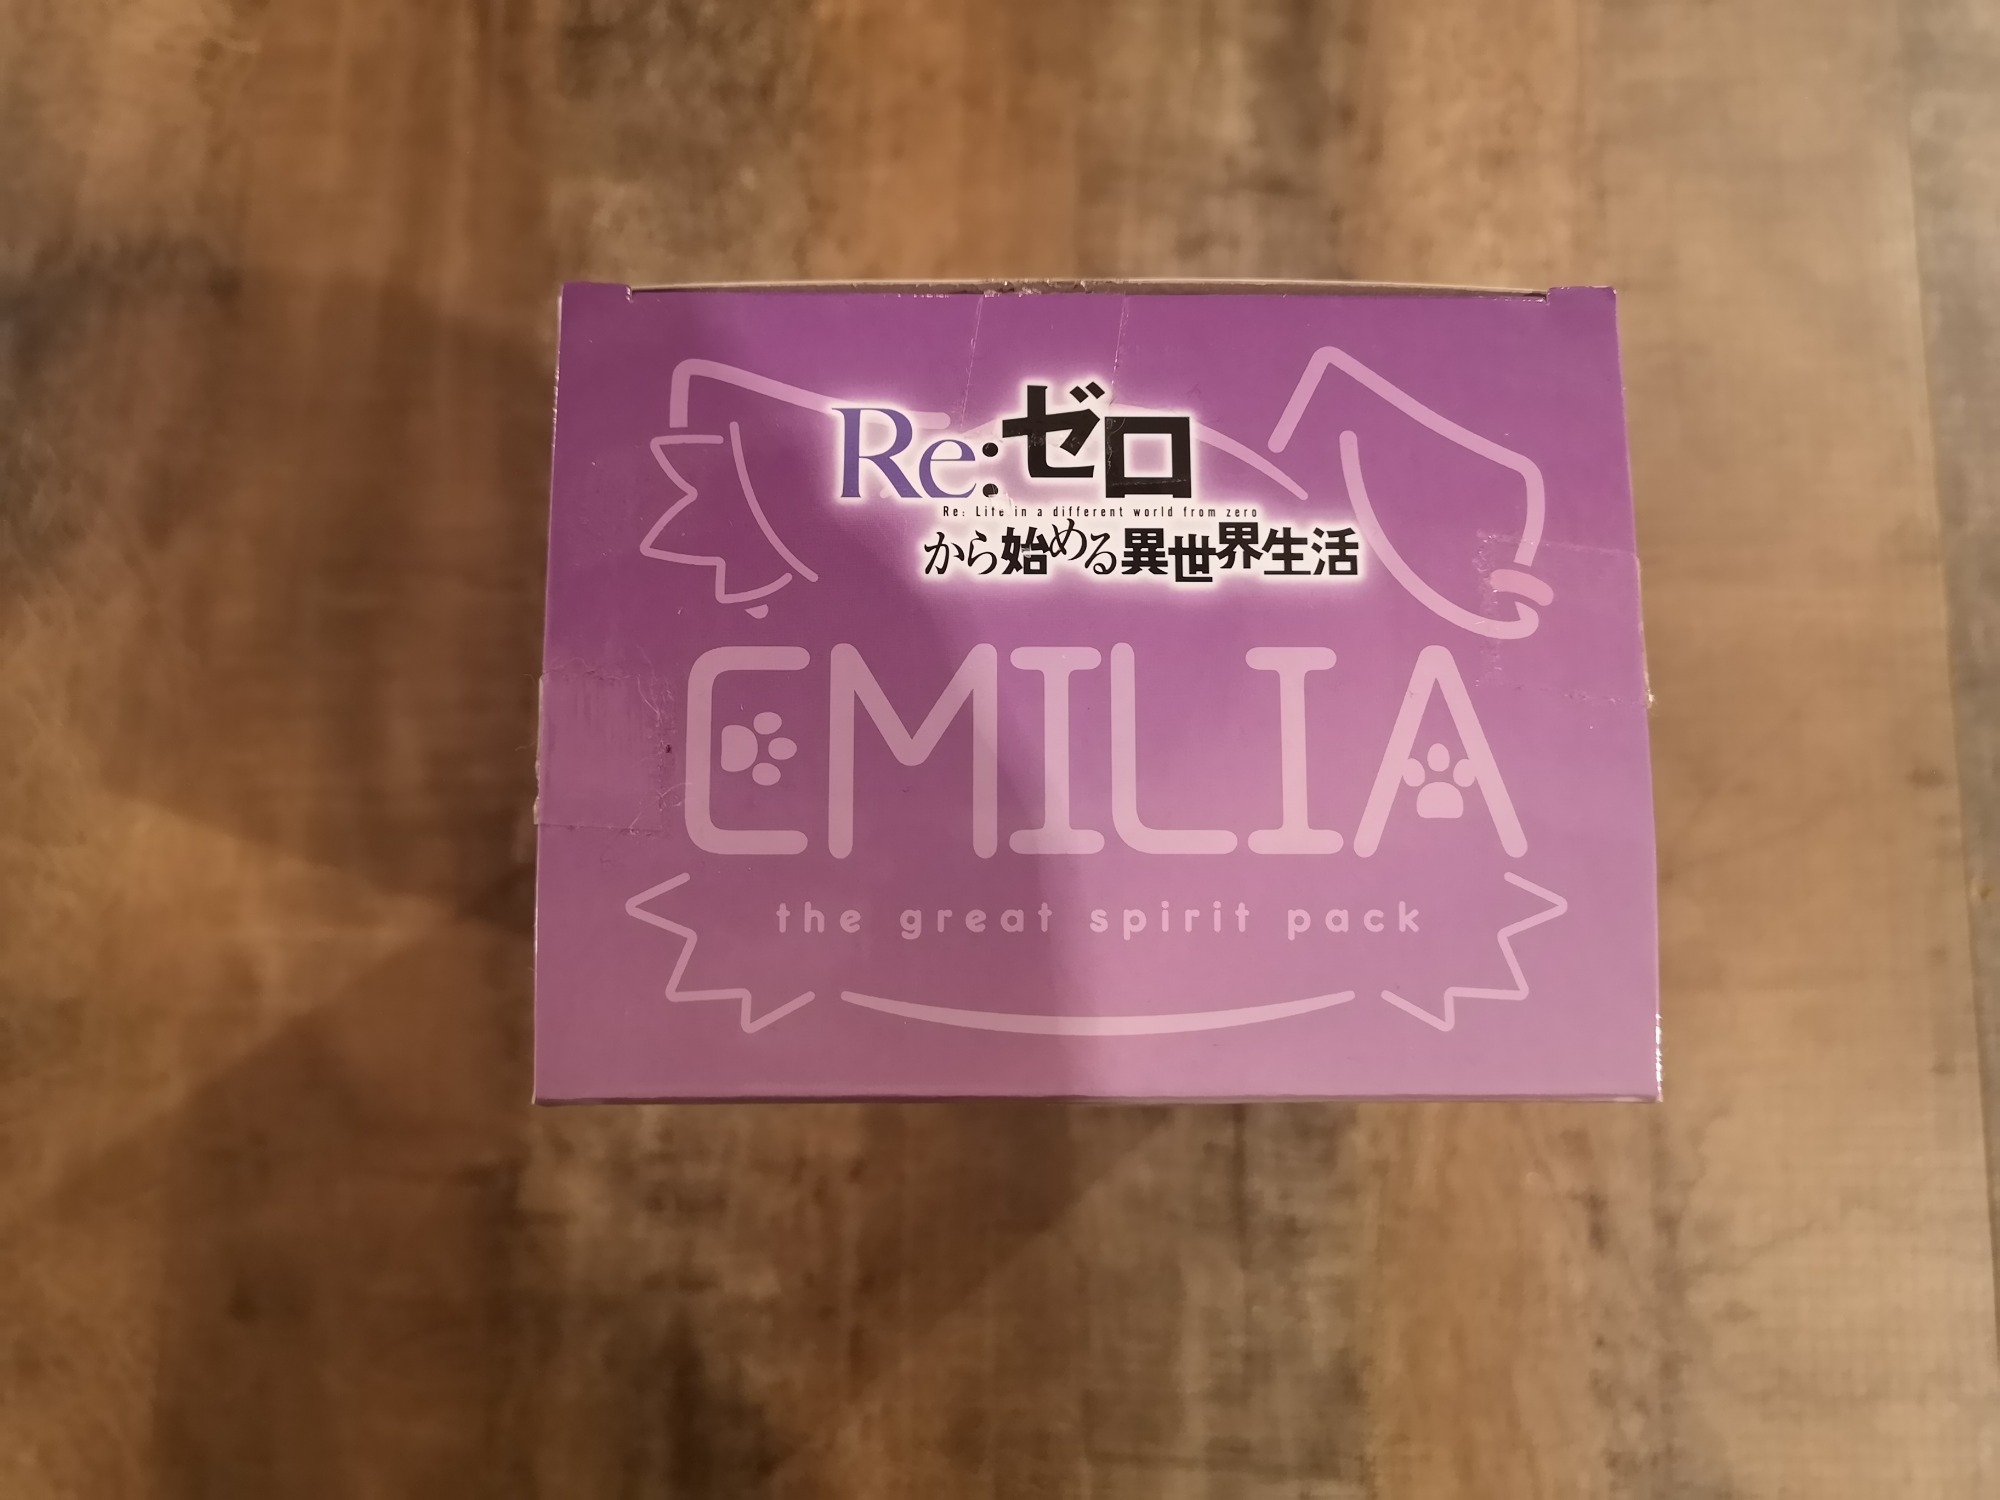 Re:ゼロ
Re: Life in a different world from zero
から始める異世界生活
EMILIA
the great spirit pack